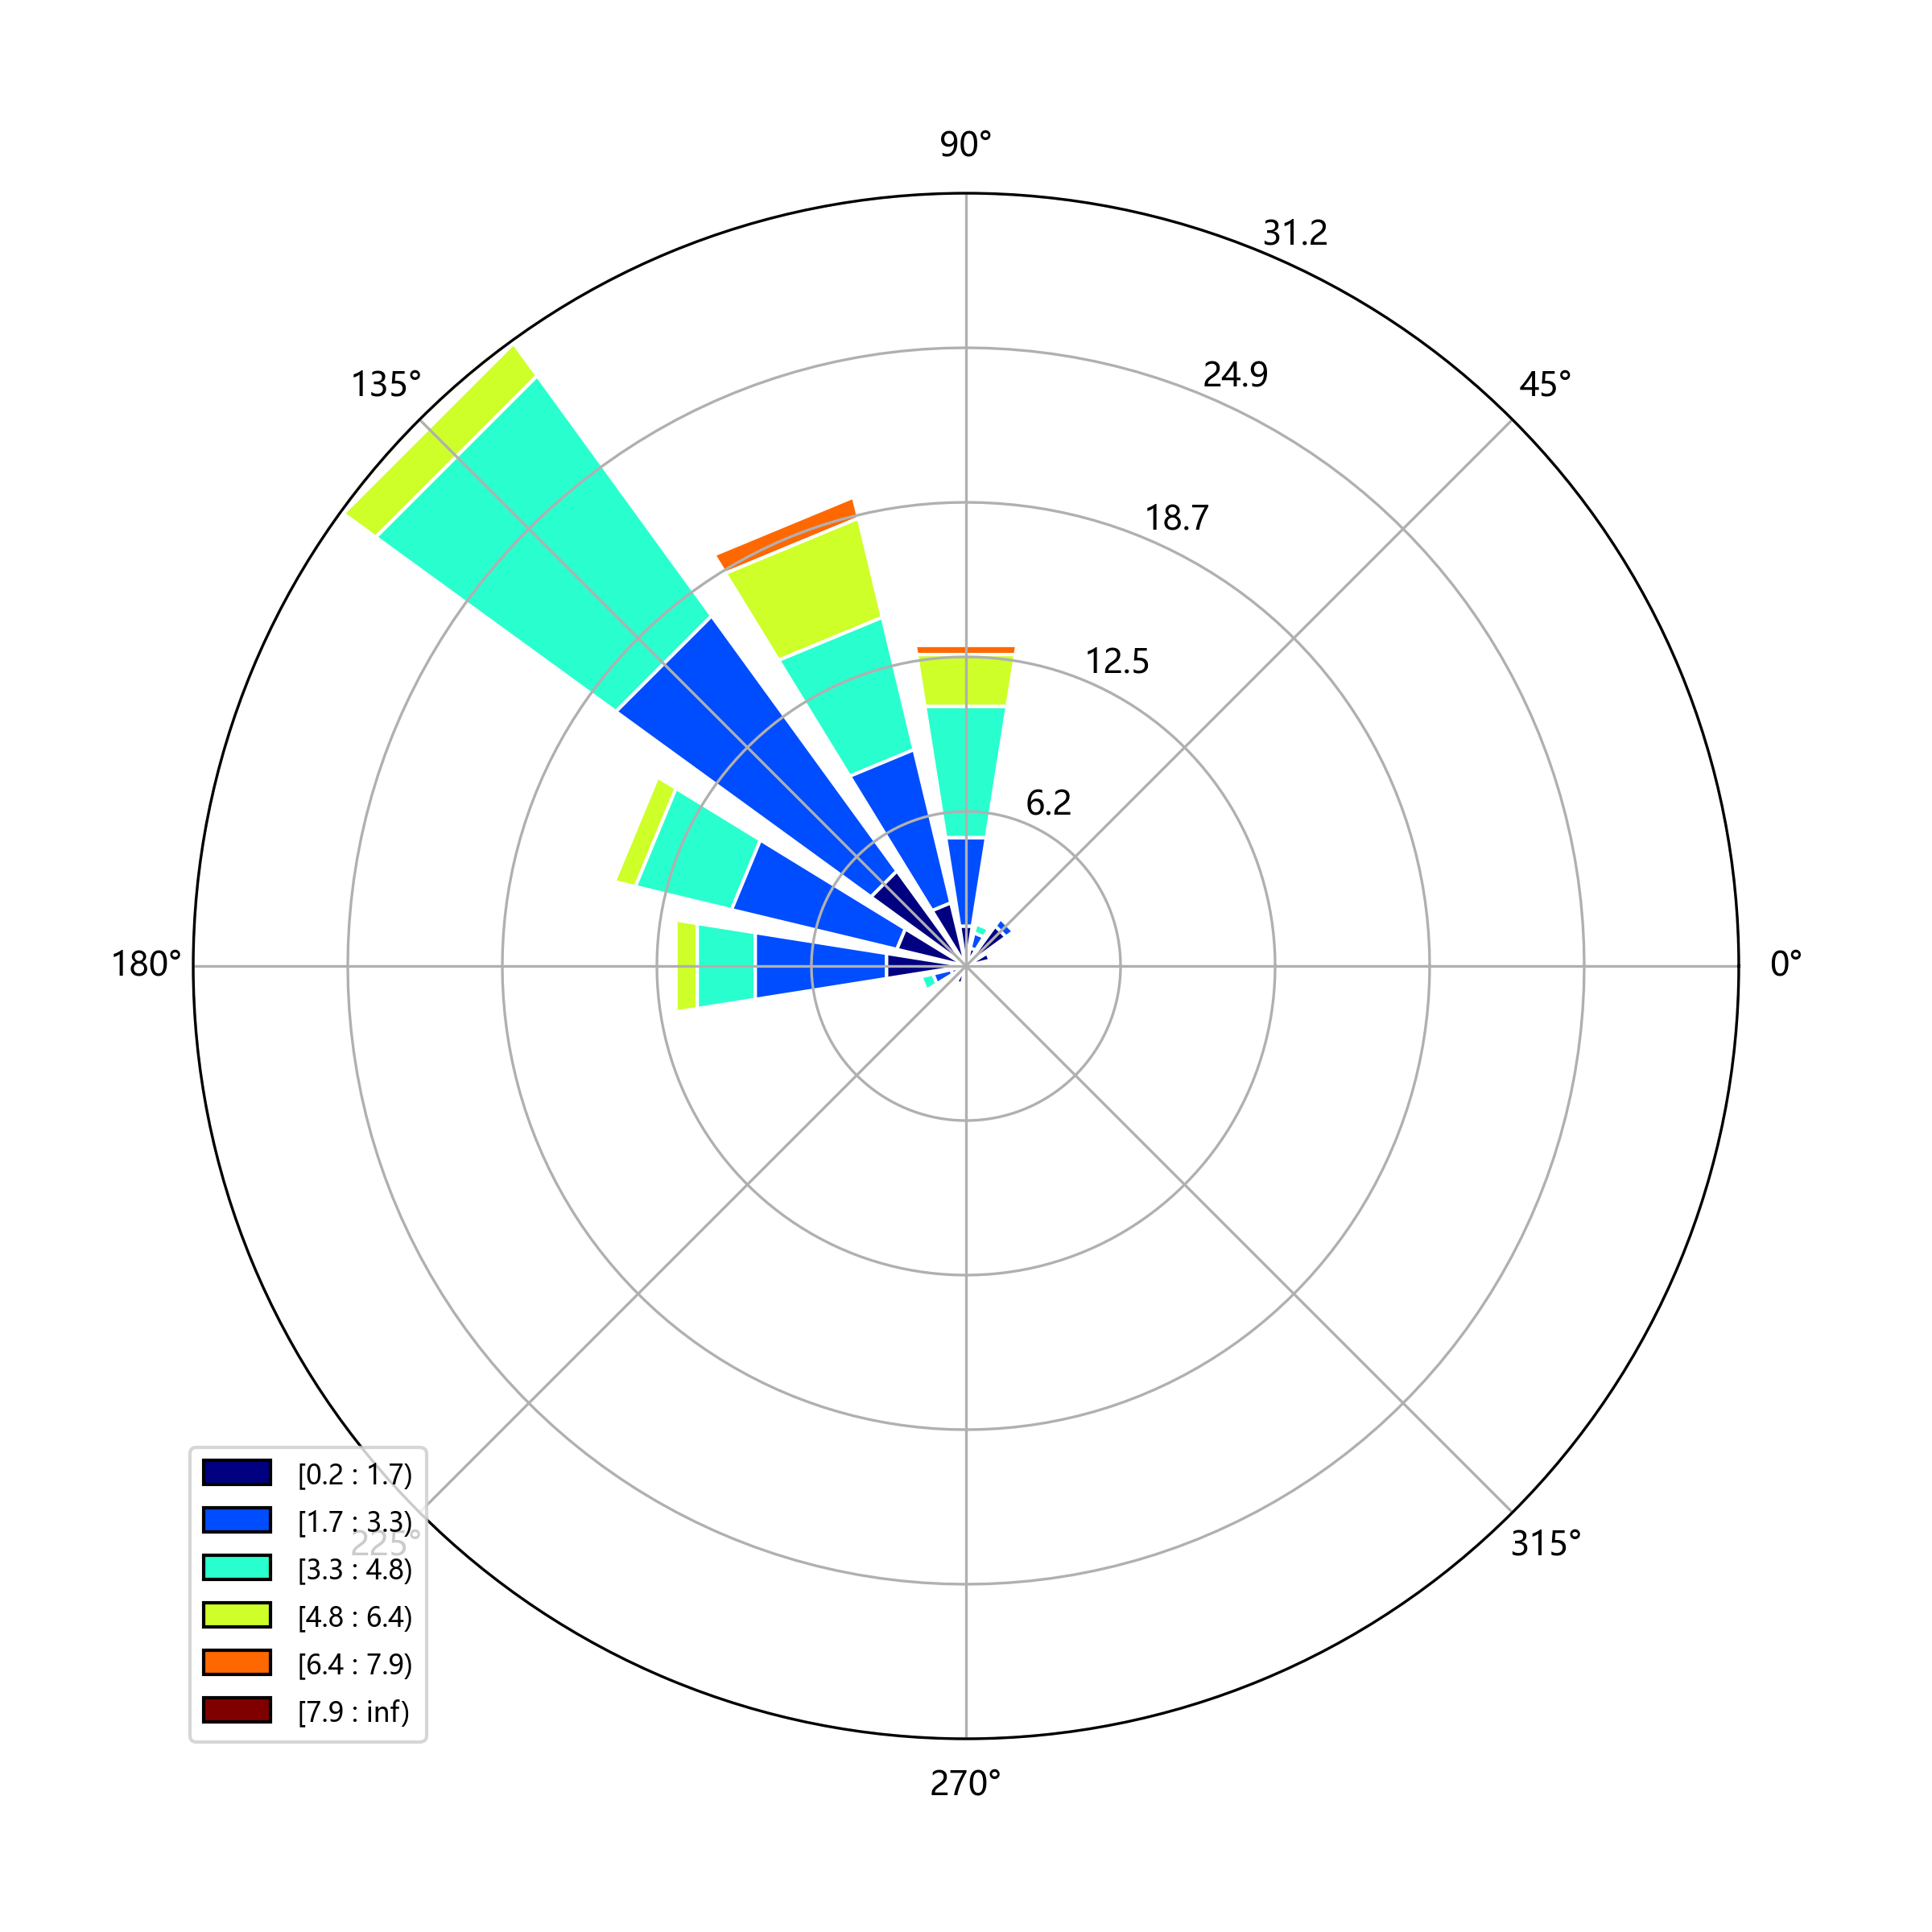 90°
31.2
24.9
135°
45°
18.7
12.5
6.2
180°
0°
[0.2 : 1.7)
[1.7 : 3.3)
225°
315°
[3.3 : 4.8)
[4.8 : 6.4)
[6.4 : 7.9)
[7.9 : inf)
270°